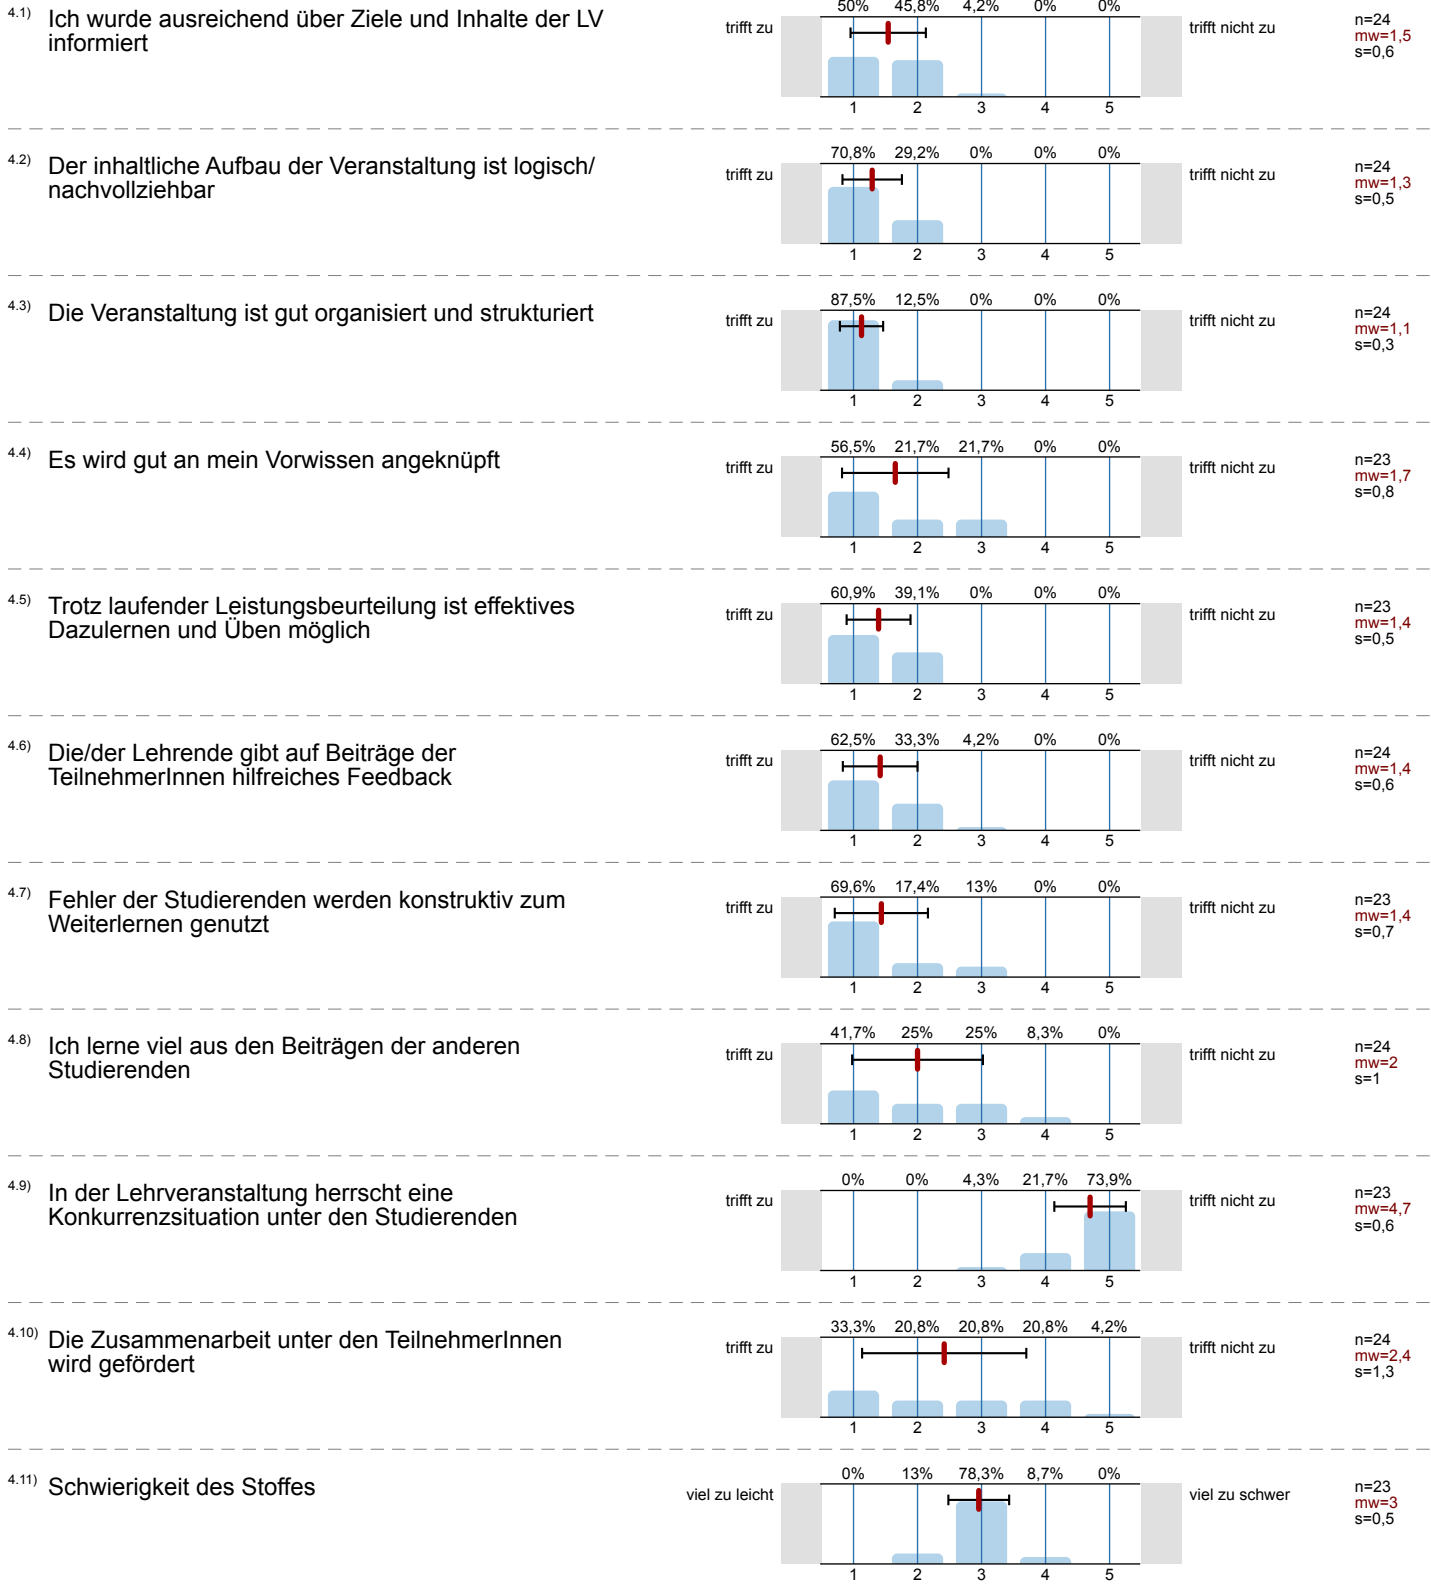 4.1) Ich wurde ausreichend über Ziele und Inhalte der LV
informiert
50% 45,8% 4,2% 0% 0%
trifft zu
trifft nicht zu
n=24
mw=1,5
s=0,6
1 2 3 4 5
4.2) Der inhaltliche Aufbau der Veranstaltung ist logisch/
nachvollziehbar
70,8% 29,2% 0% 0% 0%
trifft zu
trifft nicht zu
n=24
mw=1,3
s=0,5
1 2 3 4 5
4.3) Die Veranstaltung ist gut organisiert und strukturiert
87,5% 12,5% 0% 0% 0%
trifft zu
trifft nicht zu
n=24
mw=1,1
s=0,3
1 2 3 4 5
4.4) Es wird gut an mein Vorwissen angeknüpft
56,5% 21,7% 21,7% 0% 0%
trifft zu
trifft nicht zu
n=23
mw=1,7
s=0,8
1 2 3 4 5
4.5) Trotz laufender Leistungsbeurteilung ist effektives
Dazulernen und Üben möglich
60,9% 39,1% 0% 0% 0%
trifft zu
trifft nicht zu
n=23
mw=1,4
s=0,5
1 2 3 4 5
4.6) Die/der Lehrende gibt auf Beiträge der
TeilnehmerInnen hilfreiches Feedback
62,5% 33,3% 4,2% 0% 0%
trifft zu
trifft nicht zu
n=24
mw=1,4
s=0,6
1 2 3 4 5
4.7) Fehler der Studierenden werden konstruktiv zum
Weiterlernen genutzt
69,6% 17,4% 13% 0% 0%
trifft zu
trifft nicht zu
n=23
mw=1,4
s=0,7
1 2 3 4 5
4.8) Ich lerne viel aus den Beiträgen der anderen
Studierenden
41,7% 25% 25% 8,3% 0%
trifft zu
trifft nicht zu
n=24
mw=2
s=1
1 2 3 4 5
4.9) In der Lehrveranstaltung herrscht eine
Konkurrenzsituation unter den Studierenden
0% 0% 4,3% 21,7% 73,9%
trifft zu
trifft nicht zu
n=23
mw=4,7
s=0,6
1 2 3 4 5
4.10) Die Zusammenarbeit unter den TeilnehmerInnen
wird gefördert
33,3% 20,8% 20,8% 20,8% 4,2%
trifft zu
trifft nicht zu
n=24
mw=2,4
s=1,3
1 2 3 4 5
4.11) Schwierigkeit des Stoffes
0% 13% 78,3% 8,7% 0%
viel zu leicht
viel zu schwer
n=23
mw=3
s=0,5
1 2 3 4 5